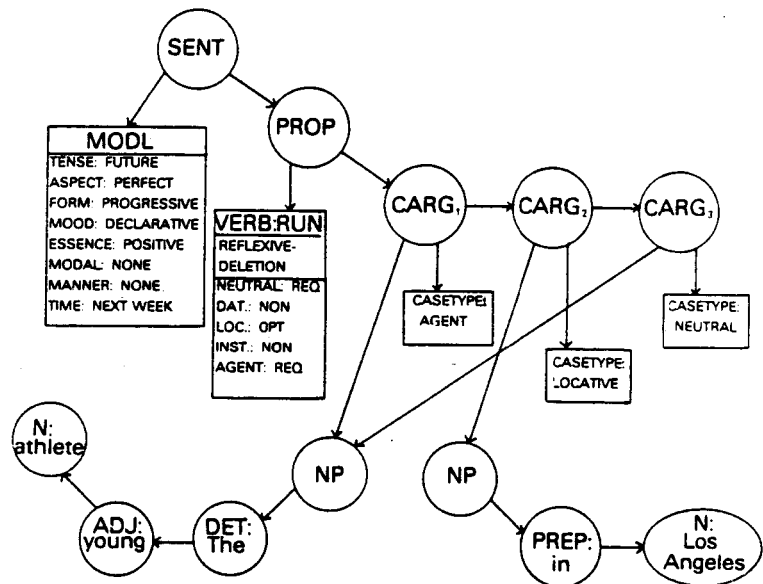 SENT
PROP
MODL
TENSE: FUTURE
ASPECT: PERFECT
FORM: PROGRESSIVE
MOOD: DECLARATIVE
ESSENCE: POSITIVE
MODAL: NONE
MANNER: NONE
TIME: NEXT WEEK
VERB:RUN
REFLEXIVE-
DELETION
NEUTRAL: REQ
DAT.: NON
LOC.: OPT
INST.: NON
AGENT: REQ
CARG₁
CARG₂
CARG₃
CASETYPE:
AGENT
CASETYPE:
LOCATIVE
CASETYPE:
NEUTRAL
N:
athlete
ADJ:
young
DET:
The
NP
NP
PREP:
in
N:
Los
Angeles